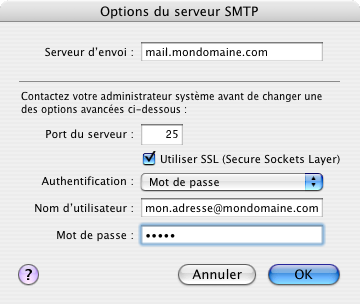 Options du serveur SMTP
Serveur d'envoi : mail.mondomaine.com
Contactez votre administrateur système avant de changer une
des options avancées ci-dessous :
Port du serveur : 25
Utiliser SSL (Secure Sockets Layer)
Authentification : Mot de passe
Nom d'utilisateur : mon.adresse@mondomaine.com
Mot de passe : •••••
? Annuler OK